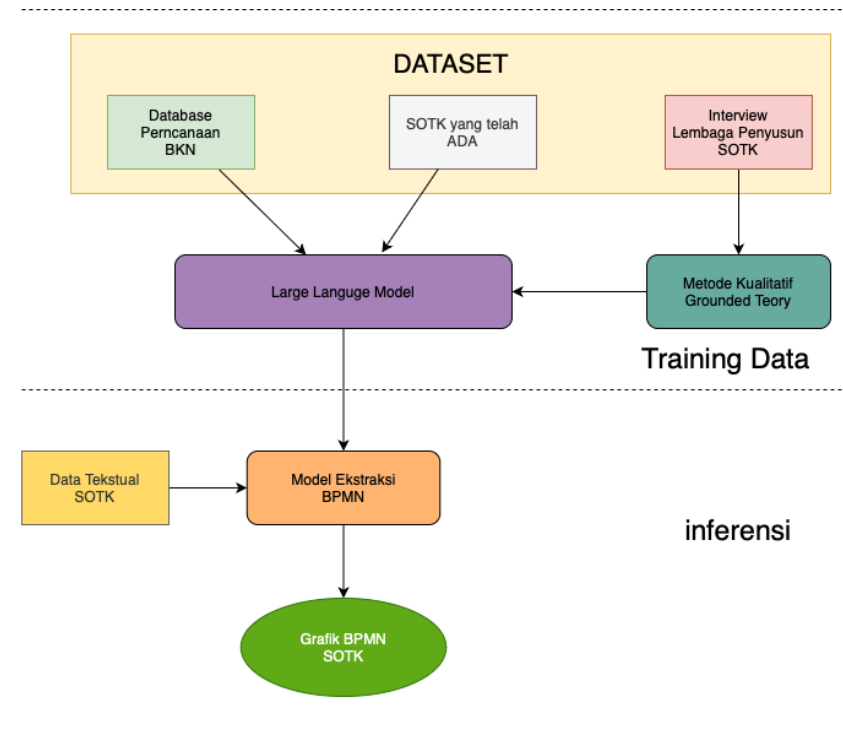 DATASET
Database
Perncanaan
BKN
SOTK yang telah
ADA
Interview
Lembaga Penyusun
SOTK
Large Languge Model
Metode Kualitatif
Grounded Teory
Training Data
Data Tekstual
SOTK
Model Ekstraksi
BPMN
inferensi
Grafik BPMN
SOTK